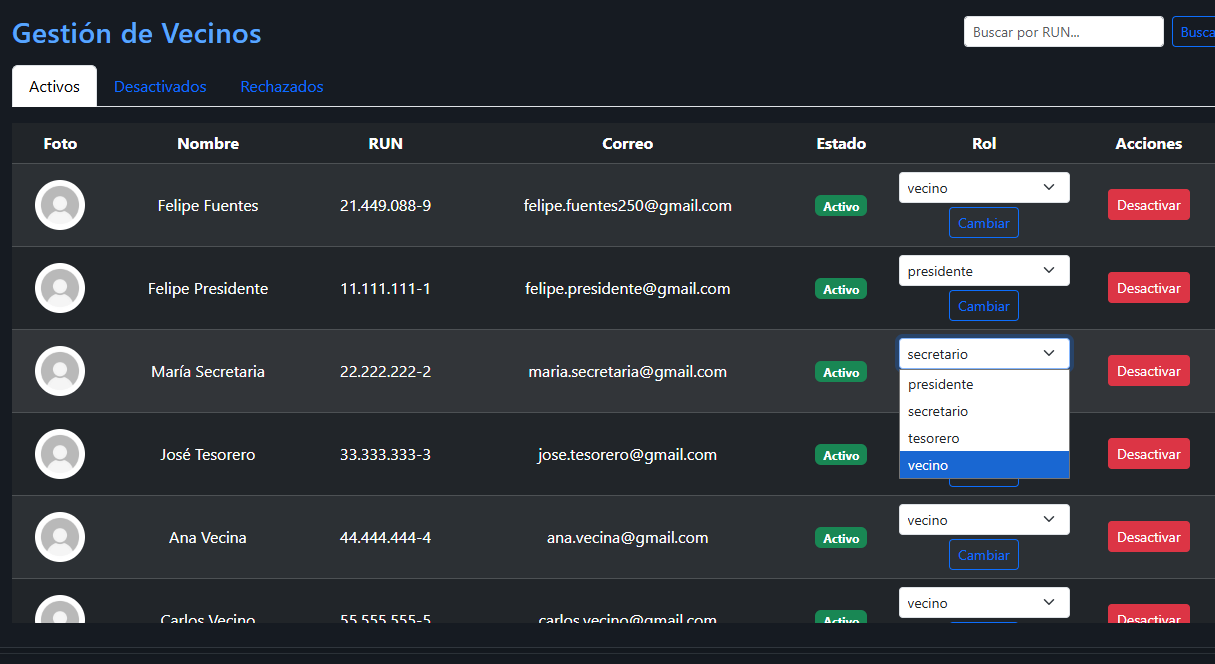 Gestión de Vecinos
Buscar por RUN...
Busca
Activos Desactivados Rechazados
Foto Nombre RUN Correo Estado Rol Acciones
Felipe Fuentes 21.449.088-9 felipe.fuentes250@gmail.com Activo vecino Desactivar
Cambiar
Felipe Presidente 11.111.111-1 felipe.presidente@gmail.com Activo presidente Desactivar
Cambiar
María Secretaria 22.222.222-2 maria.secretaria@gmail.com Activo secretario Desactivar
presidente
secretario
tesorero
vecino
José Tesorero 33.333.333-3 jose.tesorero@gmail.com Activo Desactivar
Ana Vecina 44.444.444-4 ana.vecina@gmail.com Activo vecino Desactivar
Cambiar
Carlos Vecino 55.555.555-5 carlos.vecino@gmail.com Activo vecino Desactivar